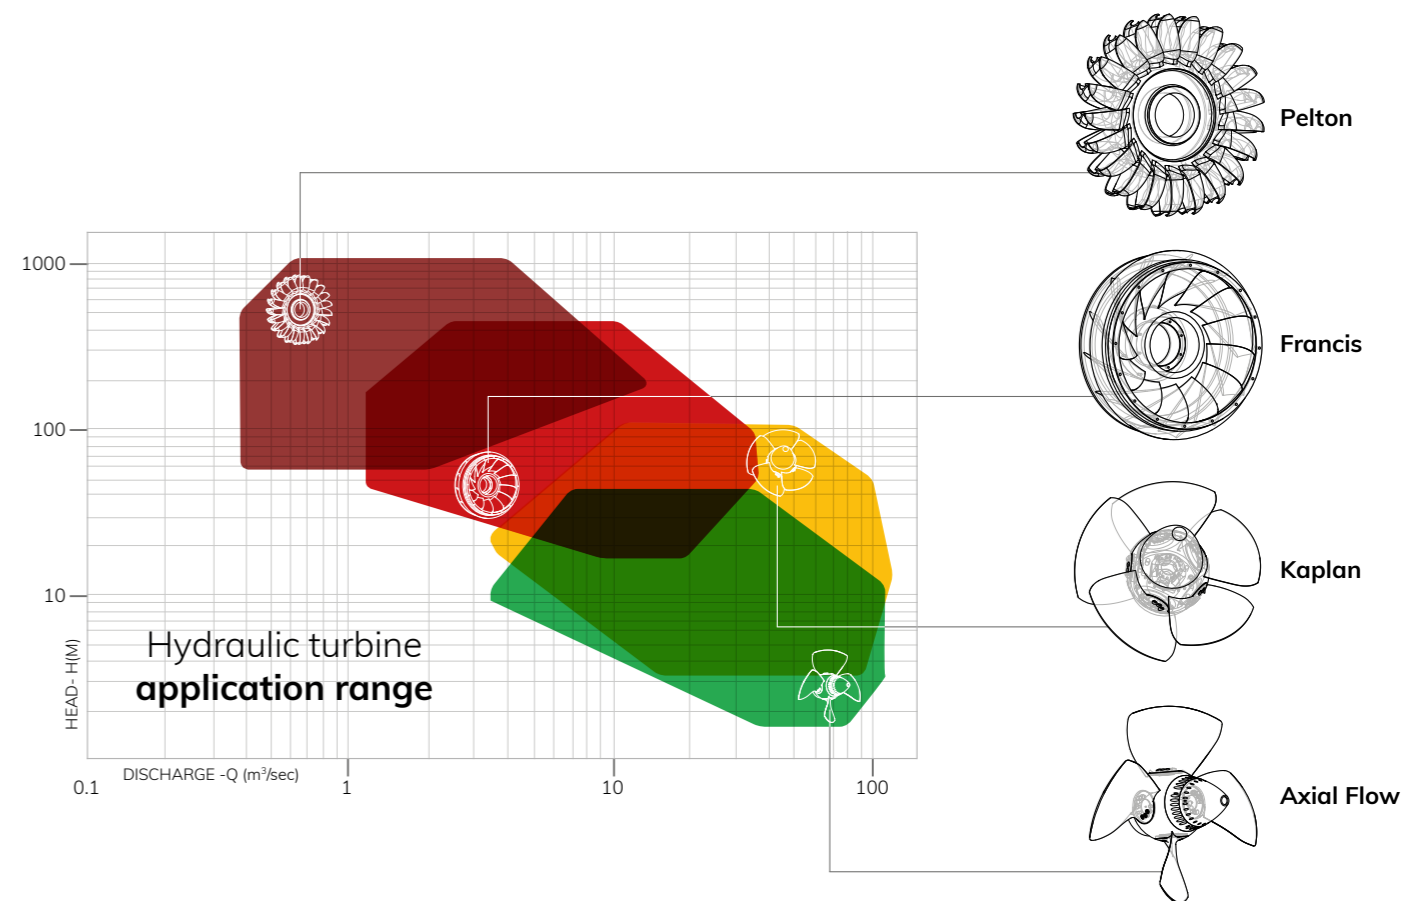 Pelton
Francis
Kaplan
Axial Flow
1000
100
10
HEAD- H(M)
Hydraulic turbine
application range
DISCHARGE -Q (m³/sec)
0.1
1
10
100